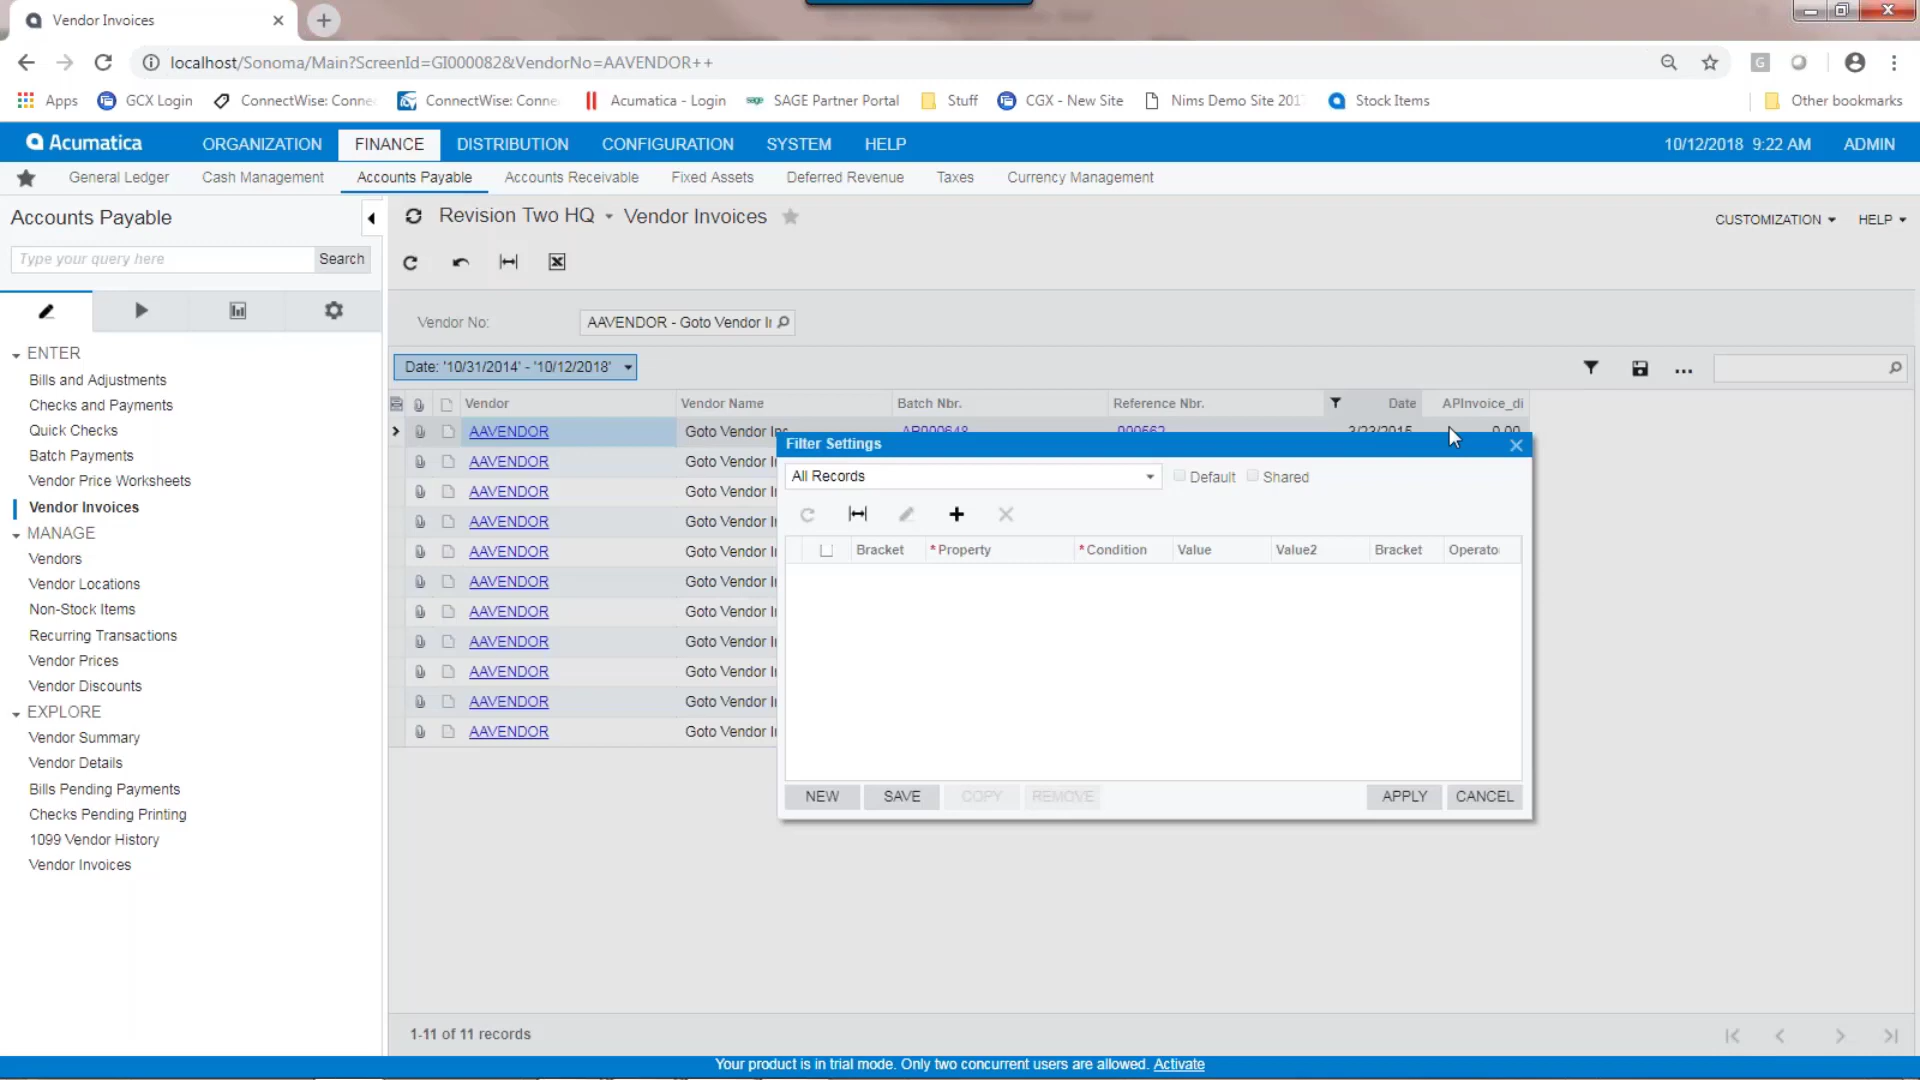 Vendor Invoices
localhost/Sonoma/Main?ScreenId=GI000082&VendorNo=AAVENDOR++
Apps GCX Login ConnectWise: Conne ConnectWise: Conne Acumatica - Login SAGE Partner Portal Stuff CGX - New Site Nims Demo Site 201 Stock Items Other bookmarks
Acumatica ORGANIZATION FINANCE DISTRIBUTION CONFIGURATION SYSTEM HELP 10/12/2018 9:22 AM ADMIN
General Ledger Cash Management Accounts Payable Accounts Receivable Fixed Assets Deferred Revenue Taxes Currency Management
Accounts Payable
Type your query here Search
ENTER
Bills and Adjustments
Checks and Payments
Quick Checks
Batch Payments
Vendor Price Worksheets
Vendor Invoices
MANAGE
Vendors
Vendor Locations
Non-Stock Items
Recurring Transactions
Vendor Prices
Vendor Discounts
EXPLORE
Vendor Summary
Vendor Details
Bills Pending Payments
Checks Pending Printing
1099 Vendor History
Vendor Invoices
Revision Two HQ Vendor Invoices
CUSTOMIZATION HELP
Vendor No: AAVENDOR - Goto Vendor I
Date: '10/31/2014' - '10/12/2018'
Vendor Vendor Name Batch Nbr. Reference Nbr. Date APInvoice_di
AAVENDOR Goto Vendor Inc AP000648 000662 3/23/2015 0.00
AAVENDOR Goto Vendor I
AAVENDOR Goto Vendor I
AAVENDOR Goto Vendor I
AAVENDOR Goto Vendor I
AAVENDOR Goto Vendor I
AAVENDOR Goto Vendor I
AAVENDOR Goto Vendor I
AAVENDOR Goto Vendor I
AAVENDOR Goto Vendor I
AAVENDOR Goto Vendor I
Filter Settings
All Records Default Shared
Bracket *Property *Condition Value Value2 Bracket Operato
NEW SAVE COPY REMOVE APPLY CANCEL
1-11 of 11 records
Your product is in trial mode. Only two concurrent users are allowed. Activate